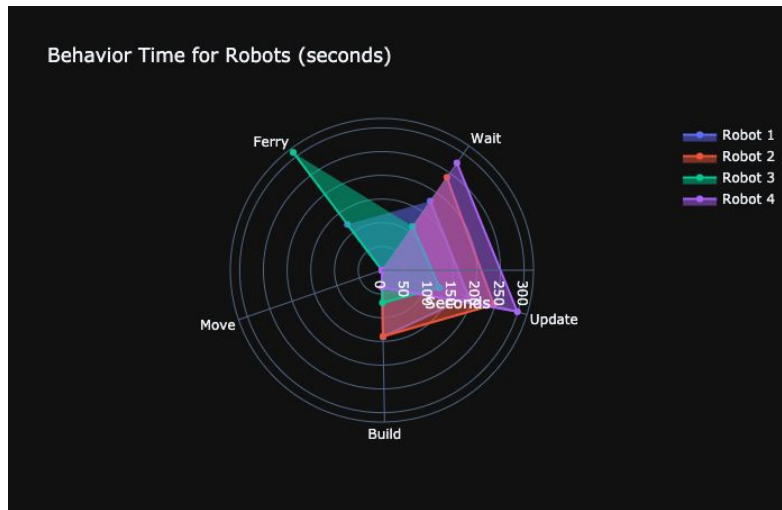 Behavior Time for Robots (seconds)
Ferry
Wait
Robot 1
Robot 2
Robot 3
Robot 4
0
50
100
150
200
250
300
Seconds
Update
Move
Build